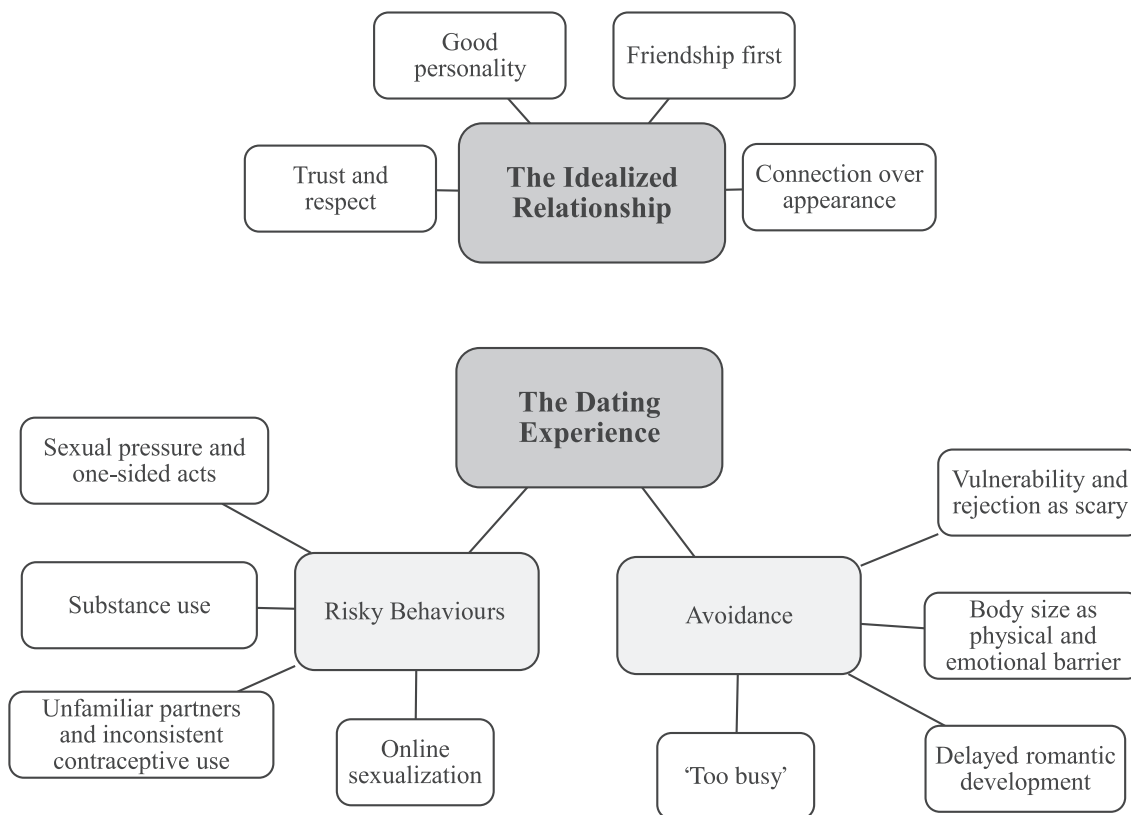 Good
personality
Friendship first
Trust and
respect
The Idealized
Relationship
Connection over
appearance
The Dating
Experience
Sexual pressure and
one-sided acts
Substance use
Unfamiliar partners
and inconsistent
contraceptive use
Risky Behaviours
Online
sexualization
Avoidance
Vulnerability and
rejection as scary
Body size as
physical and
emotional barrier
Delayed romantic
development
‘Too busy’